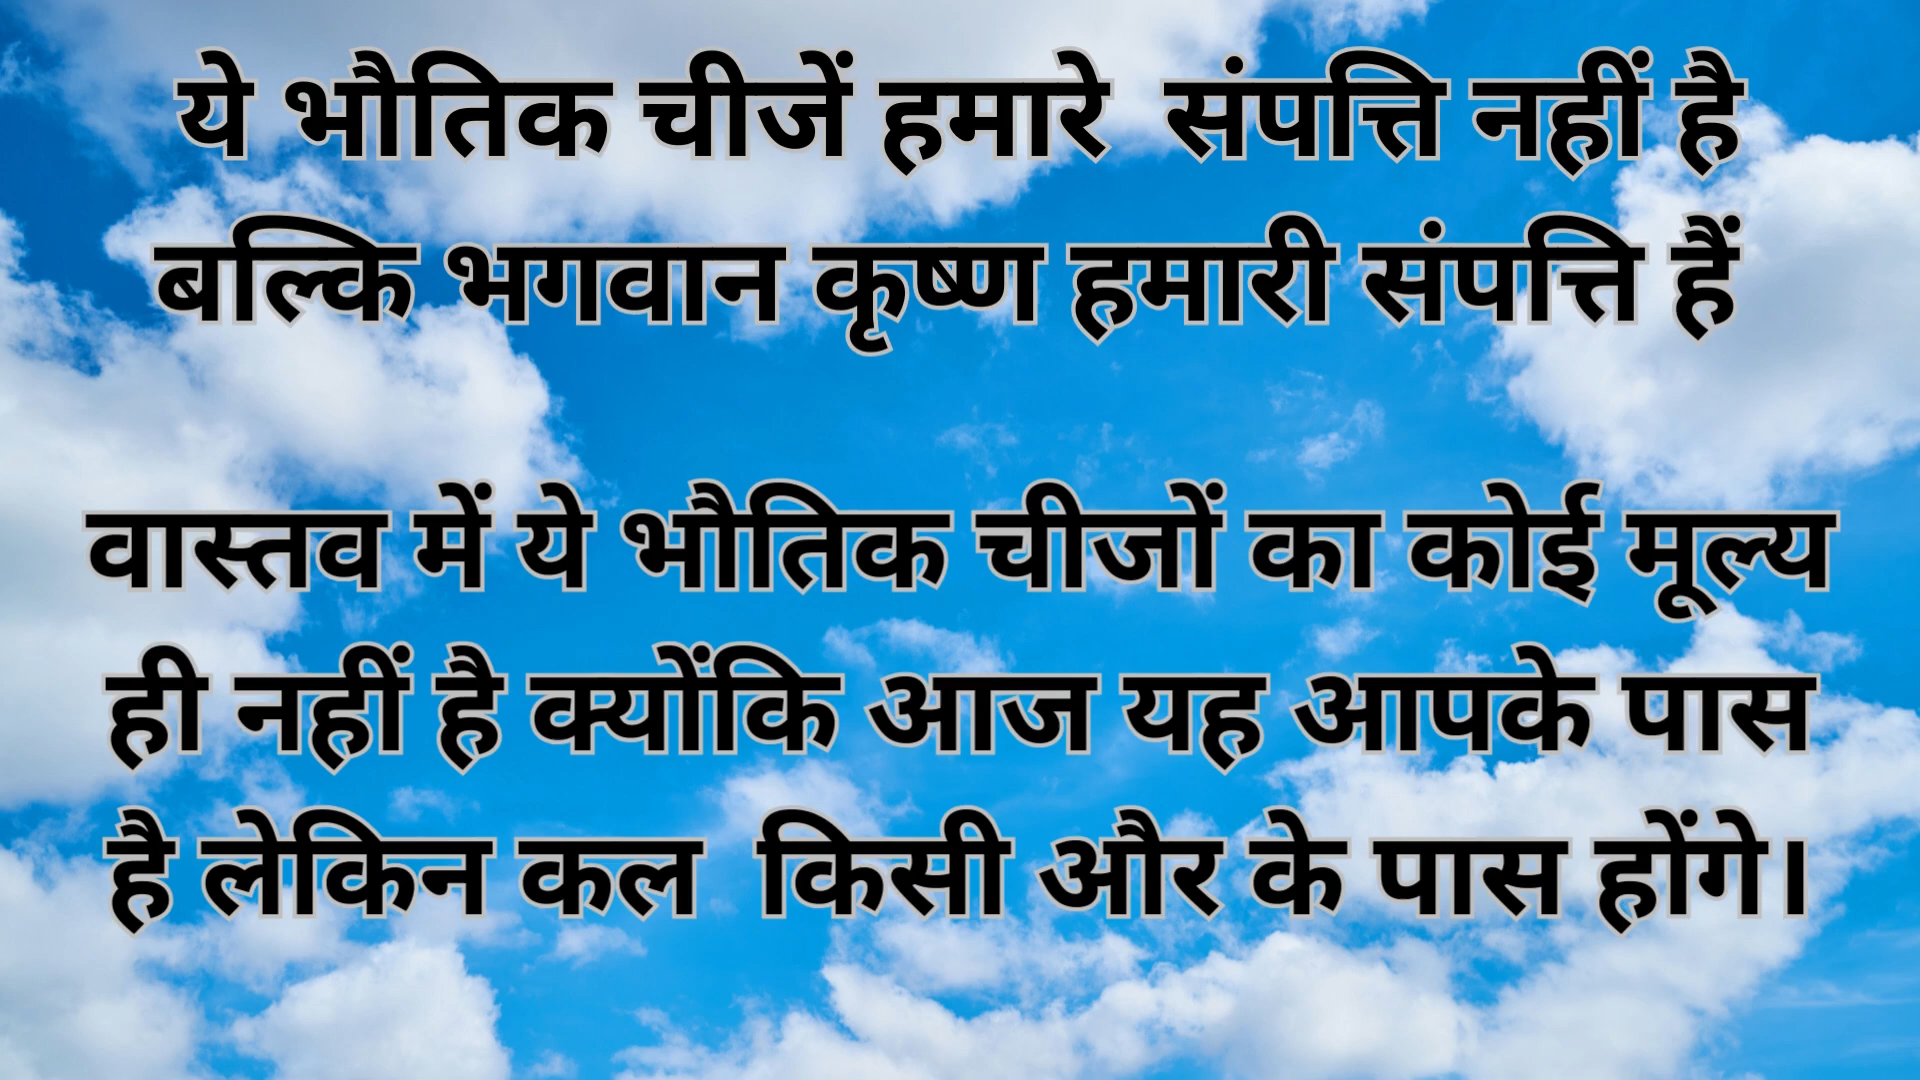 ये भौतिक चीजें हमारे संपत्ति नहीं है
बल्कि भगवान कृष्ण हमारी संपत्ति हैं
वास्तव में ये भौतिक चीजों का कोई मूल्य
ही नहीं है क्योंकि आज यह आपके पास
है लेकिन कल किसी और के पास होंगे।